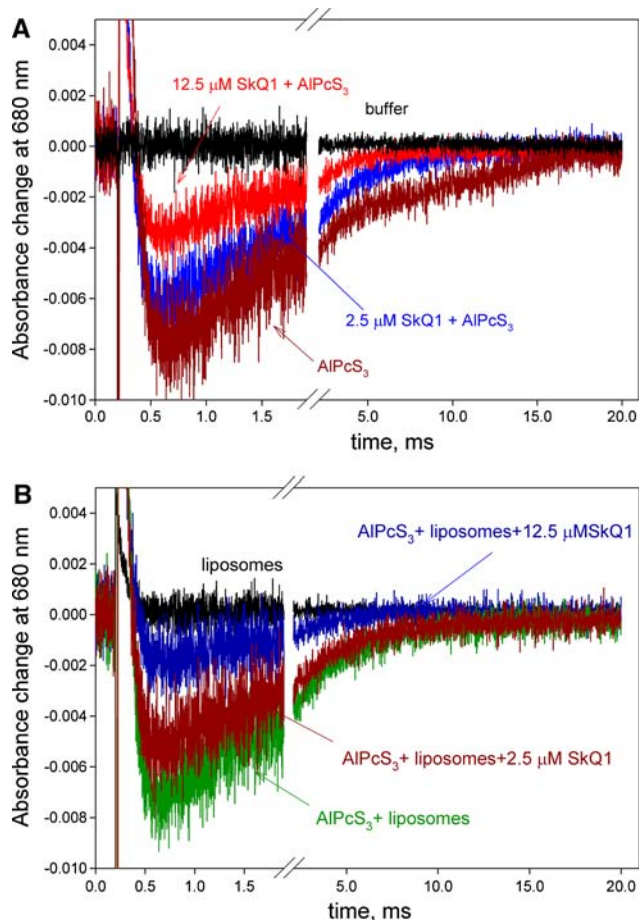 A
0.004
0.002
0.000
-0.002
-0.004
-0.006
-0.008
-0.010
Absorbance change at 680 nm
12.5 μM SkQ1 + AlPcS₃
buffer
2.5 μM SkQ1 + AlPcS₃
AlPcS₃
0.0 0.5 1.0 1.5 5.0 10.0 15.0 20.0
time, ms
B
0.004
0.002
0.000
-0.002
-0.004
-0.006
-0.008
-0.010
Absorbance change at 680 nm
AlPcS₃+ liposomes+12.5 μMSkQ1
liposomes
AlPcS₃+ liposomes+2.5 μM SkQ1
AlPcS₃+ liposomes
0.0 0.5 1.0 1.5 5.0 10.0 15.0 20.0
time, ms